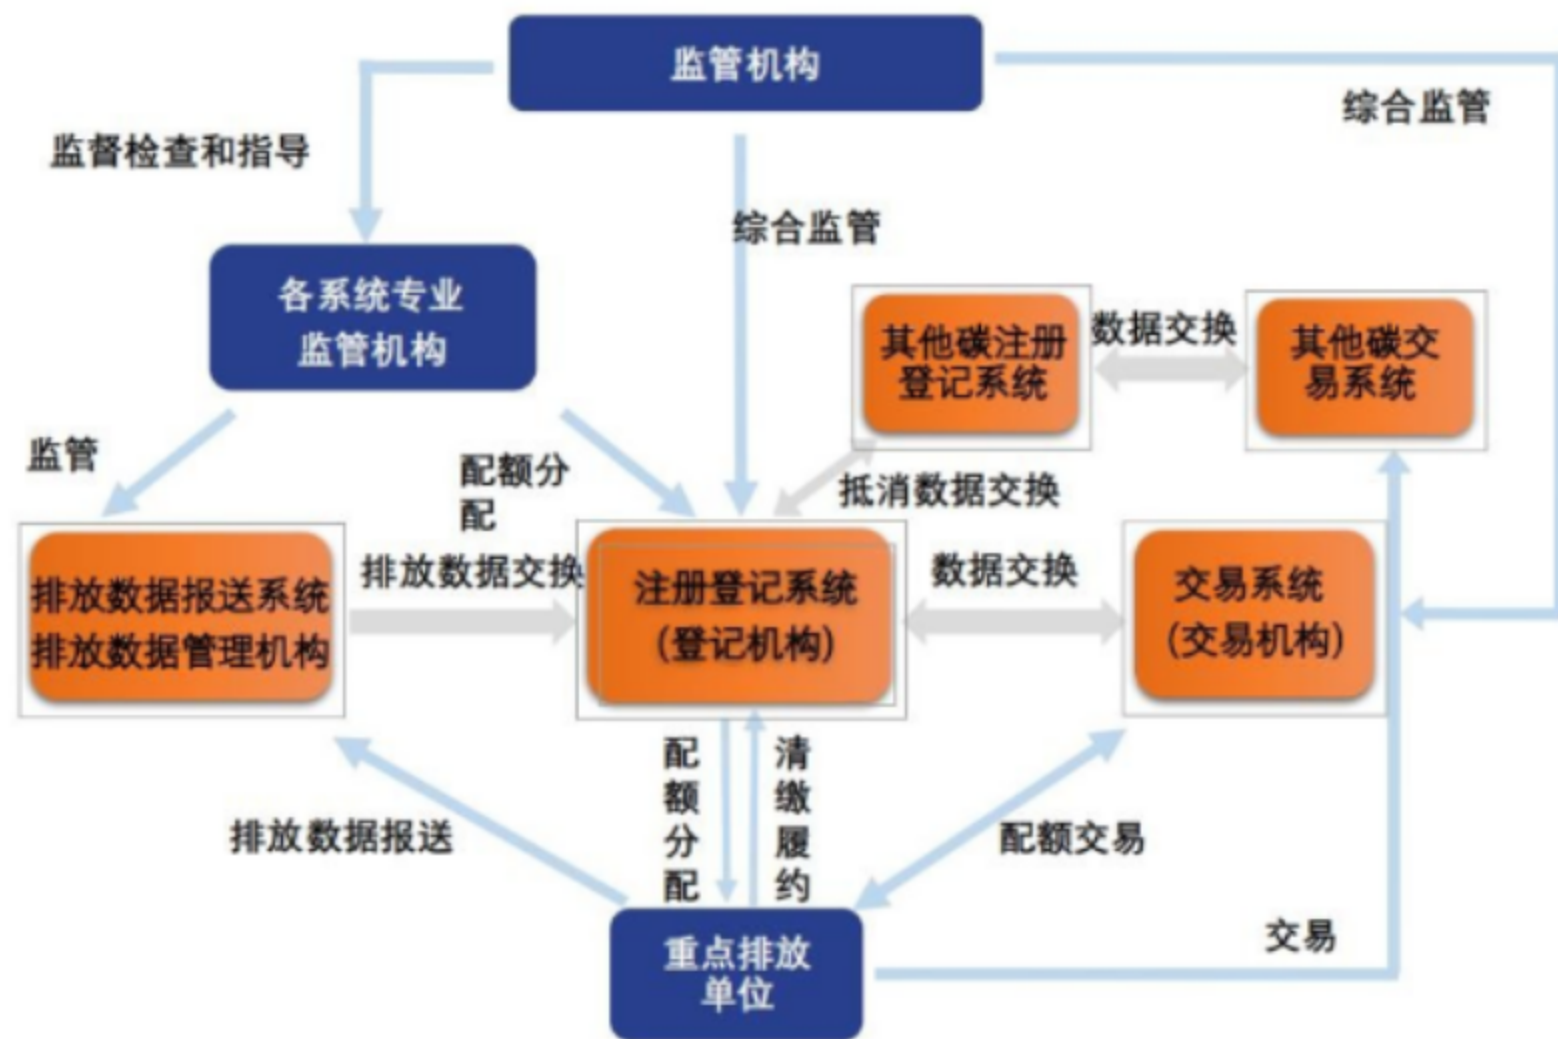 监管机构
综合监管
监督检查和指导
综合监管
各系统专业
监管机构
其他碳注册
登记系统
数据交换
其他碳交
易系统
监管
配额分
配
抵消数据交换
排放数据报送系统
排放数据管理机构
排放数据交换
注册登记系统
（登记机构）
数据交换
交易系统
（交易机构）
配额分配
清缴履约
排放数据报送
配额交易
交易
重点排放
单位